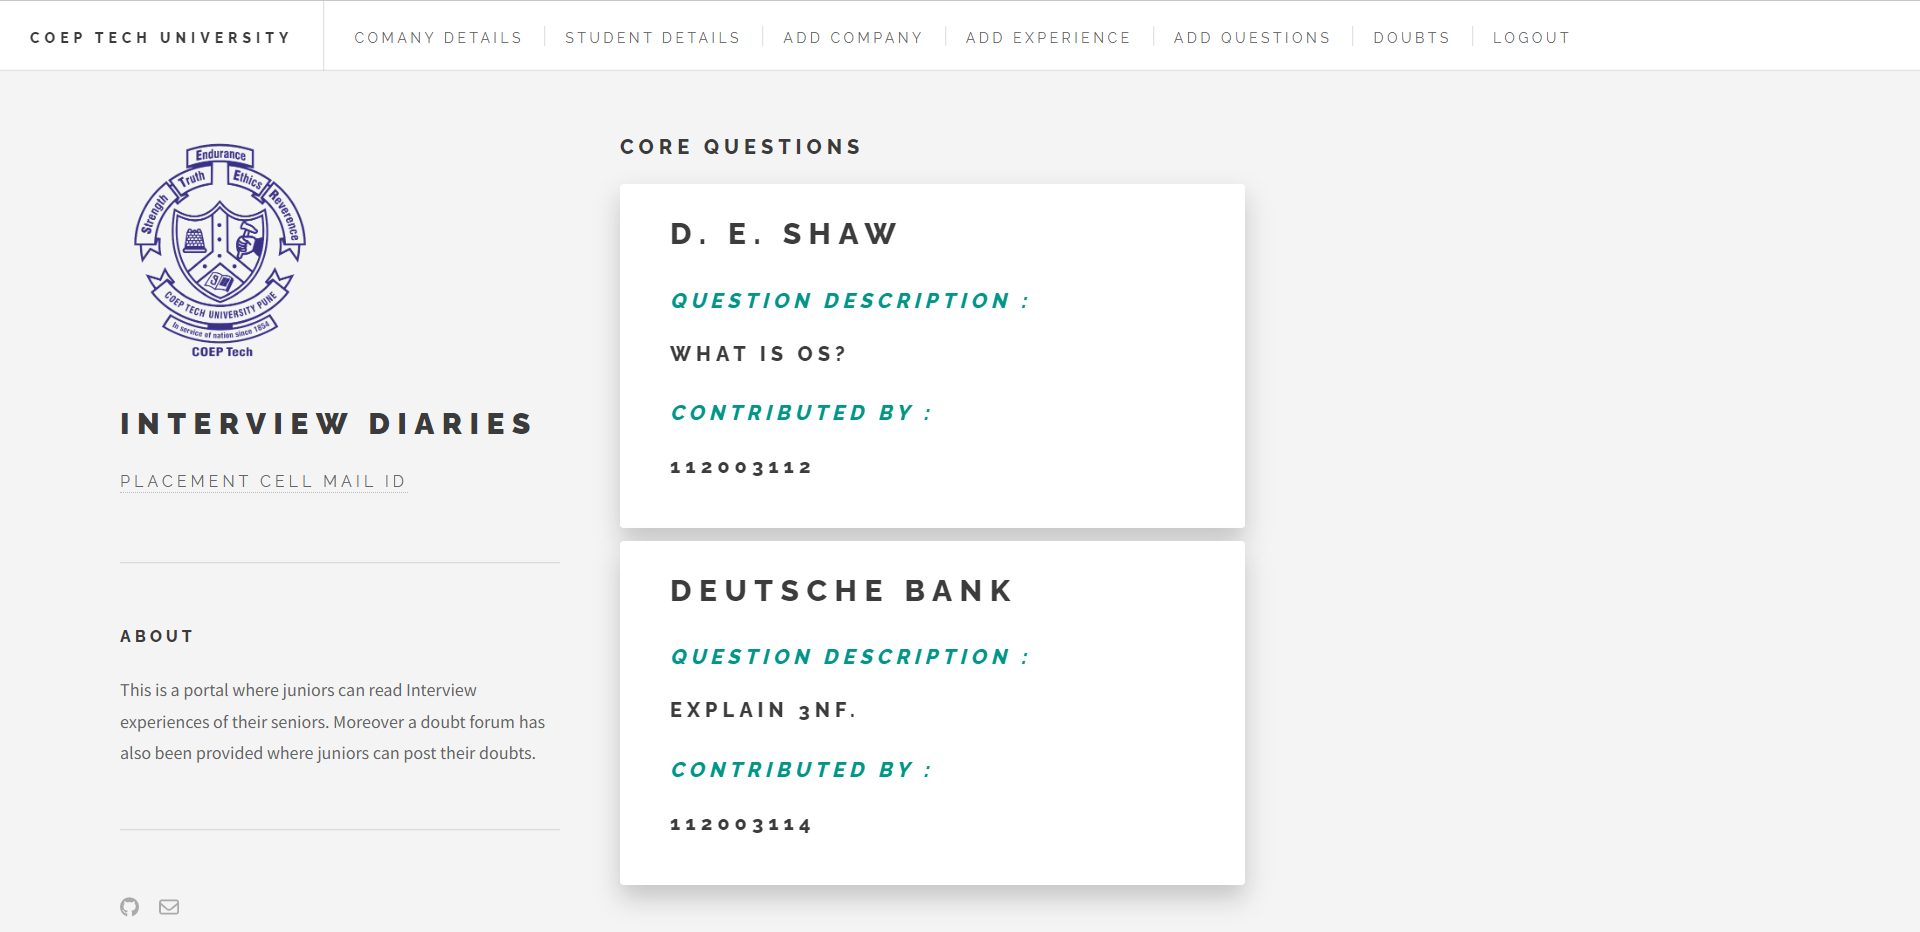 COEP TECH UNIVERSITY
COMANY DETAILS
STUDENT DETAILS
ADD COMPANY
ADD EXPERIENCE
ADD QUESTIONS
DOUBTS
LOGOUT
Endurance
Truth
Ethics
Strength
Reverence
COEP TECH UNIVERSITY PUNE
In service of nation since 1854
COEP Tech
INTERVIEW DIARIES
PLACEMENT CELL MAIL ID
ABOUT
This is a portal where juniors can read Interview
experiences of their seniors. Moreover a doubt forum has
also been provided where juniors can post their doubts.
CORE QUESTIONS
D. E. SHAW
QUESTION DESCRIPTION :
WHAT IS OS?
CONTRIBUTED BY :
112003112
DEUTSCHE BANK
QUESTION DESCRIPTION :
EXPLAIN 3NF.
CONTRIBUTED BY :
112003114